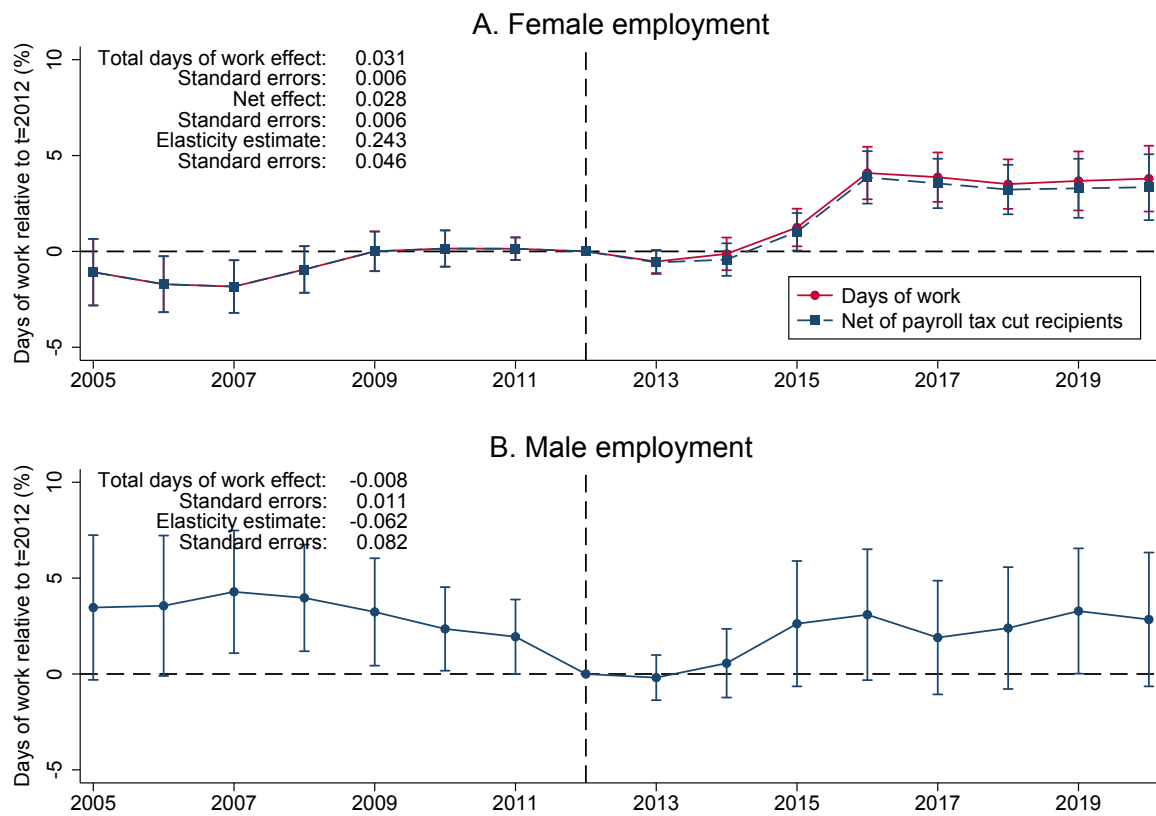 A. Female employment
Days of work relative to t=2012 (%)
10
5
0
-5
Total days of work effect: 0.031
Standard errors: 0.006
Net effect: 0.028
Standard errors: 0.006
Elasticity estimate: 0.243
Standard errors: 0.046
Days of work
Net of payroll tax cut recipients
2005 2007 2009 2011 2013 2015 2017 2019
B. Male employment
Days of work relative to t=2012 (%)
10
5
0
-5
Total days of work effect: -0.008
Standard errors: 0.011
Elasticity estimate: -0.062
Standard errors: 0.082
2005 2007 2009 2011 2013 2015 2017 2019